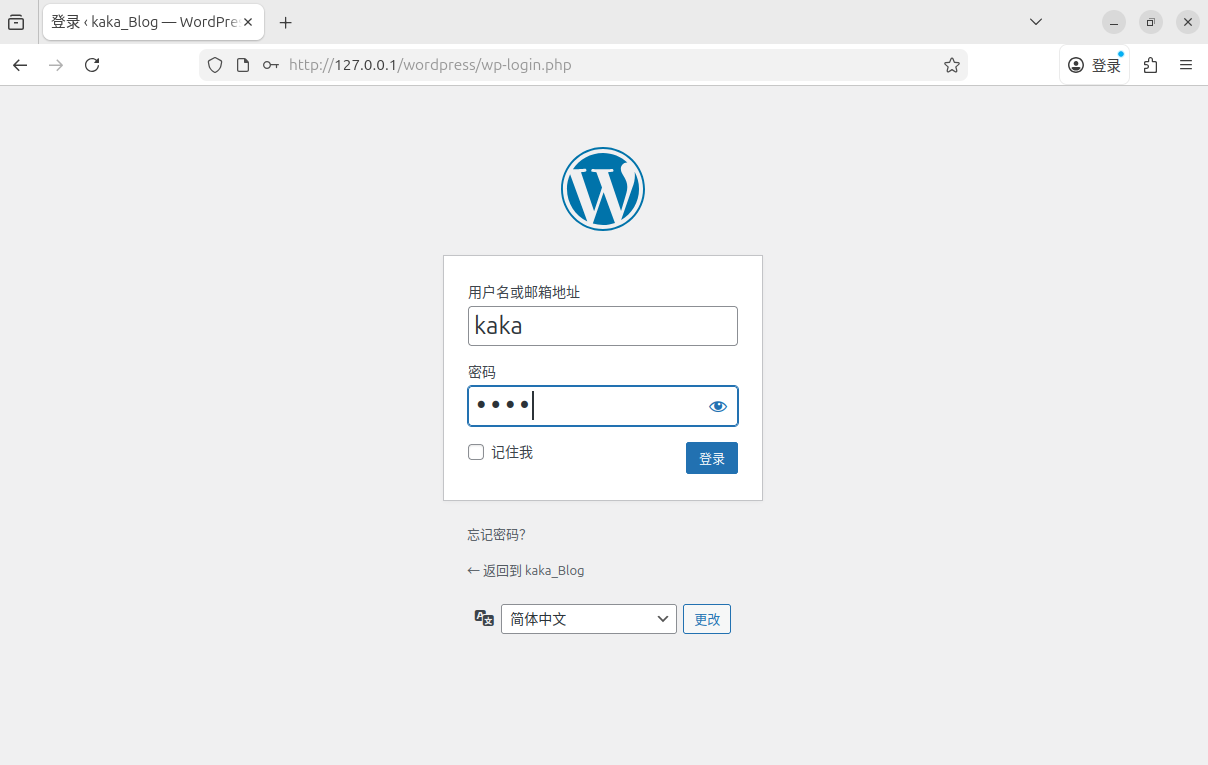 登录 ‹ kaka_Blog — WordPre
http://127.0.0.1/wordpress/wp-login.php
登录
用户名或邮箱地址
kaka
密码
••••
记住我
登录
忘记密码?
← 返回到 kaka_Blog
简体中文
更改